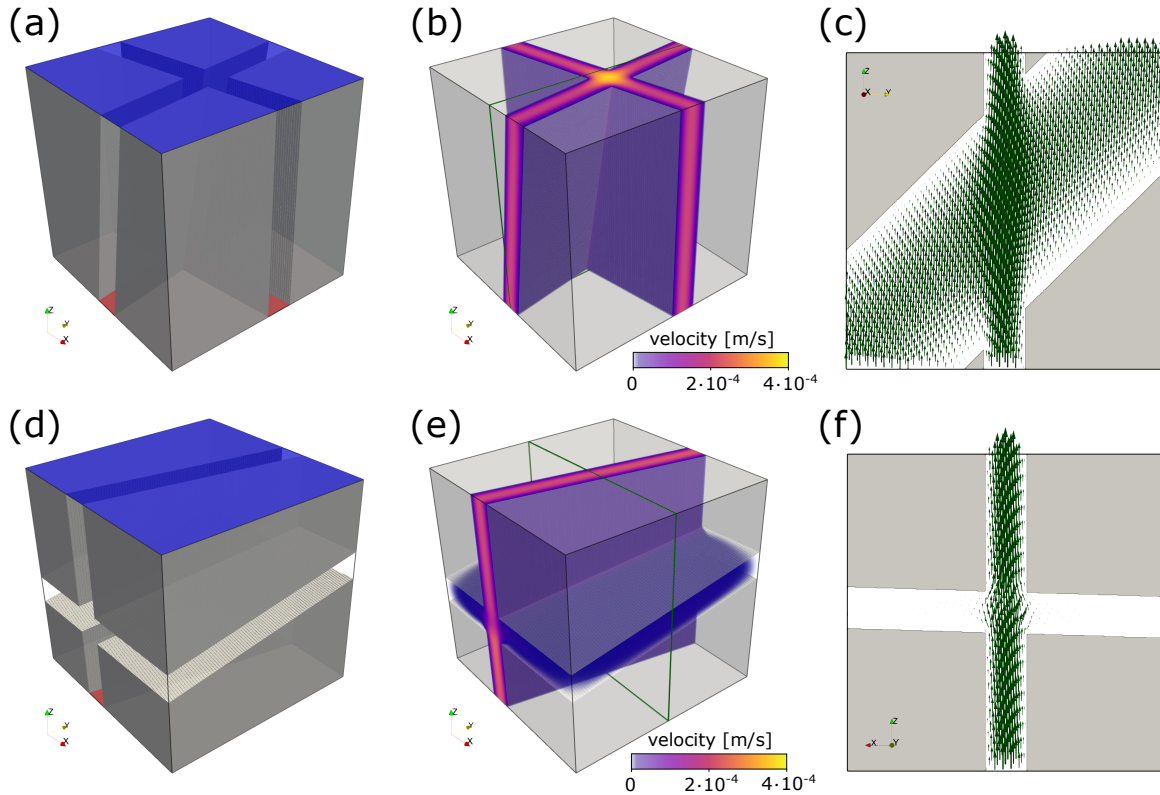 (a)
(b)
(c)
Z
Y
X
Z
Y
X
Z
X
Y
velocity [m/s]
0 2·10⁻⁴ 4·10⁻⁴
(d)
(e)
(f)
Z
Y
X
Z
Y
X
Z
X
Y
velocity [m/s]
0 2·10⁻⁴ 4·10⁻⁴